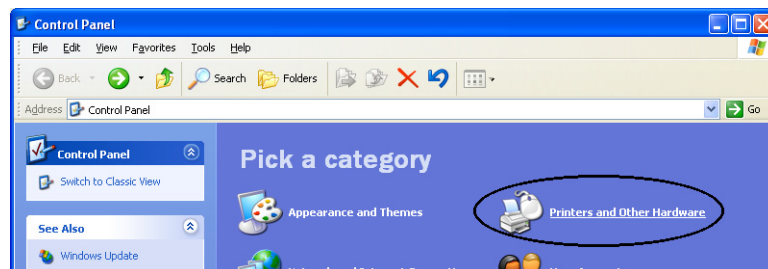 Control Panel
File Edit View Favorites Tools Help
Back Search Folders
Address Control Panel Go
Control Panel
Switch to Classic View
See Also
Windows Update
Pick a category
Appearance and Themes
Printers and Other Hardware